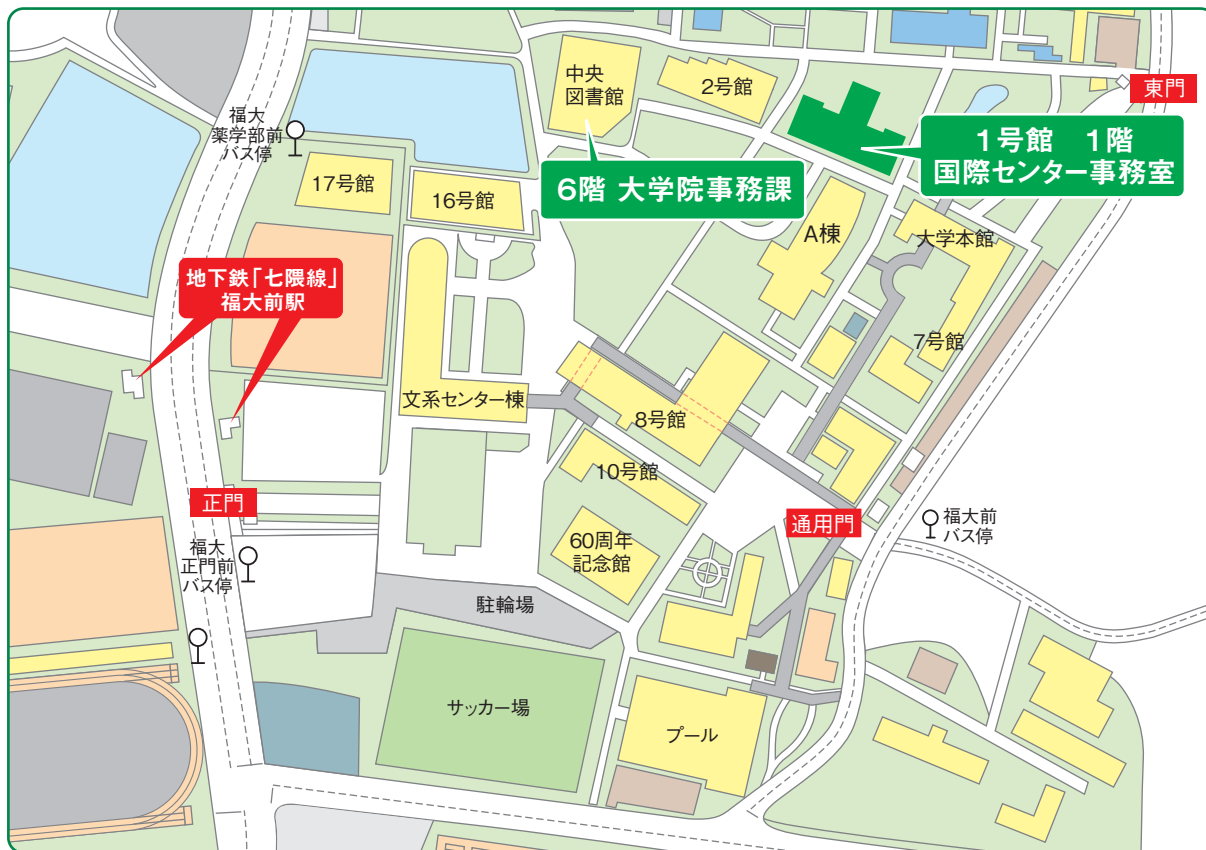 中央
図書館
2号館
東門
福大
薬学部前
バス停
1号館 1階
国際センター事務室
17号館
16号館
6階 大学院事務課
A棟
大学本館
地下鉄「七隈線」
福大前駅
7号館
文系センター棟
8号館
10号館
正門
通用門
福大前
バス停
福大
正門前
バス停
60周年
記念館
駐輪場
サッカー場
プール